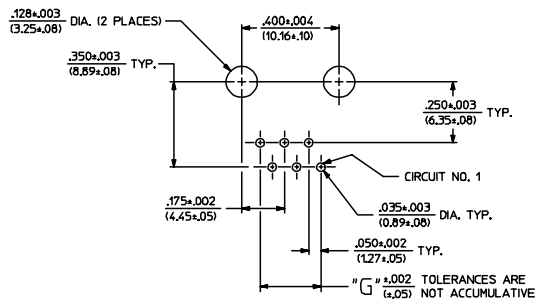 .128±.003
(3.25±.08) DIA. (2 PLACES)
.400±.004
(10.16±.10)
.350±.003
(8.89±.08) TYP.
.250±.003
(6.35±.08) TYP.
CIRCUIT NO. 1
.175±.002
(4.45±.05)
.035±.003
(0.89±.08) DIA. TYP.
.050±.002
(1.27±.05) TYP.
"G" ±.002 TOLERANCES ARE
(±.05) NOT ACCUMULATIVE